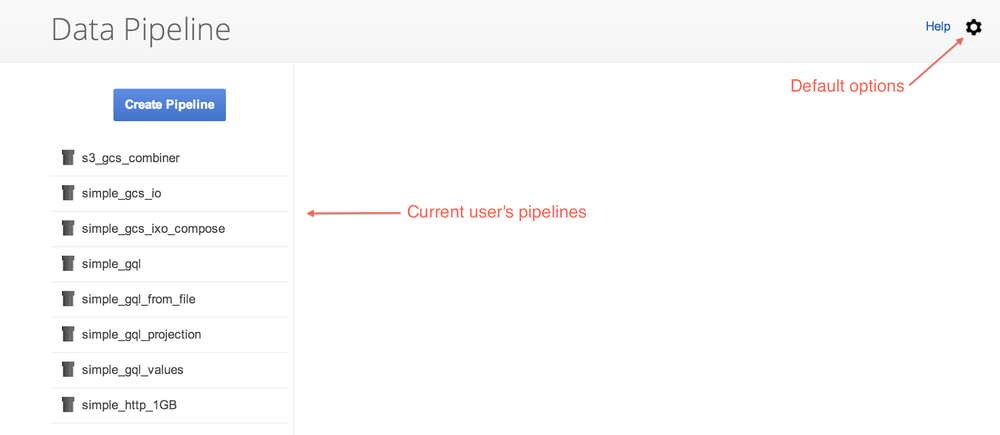 Data Pipeline
Help
Default options
Create Pipeline
s3_gcs_combiner
simple_gcs_io
Current user's pipelines
simple_gcs_ixo_compose
simple_gql
simple_gql_from_file
simple_gql_projection
simple_gql_values
simple_http_1GB